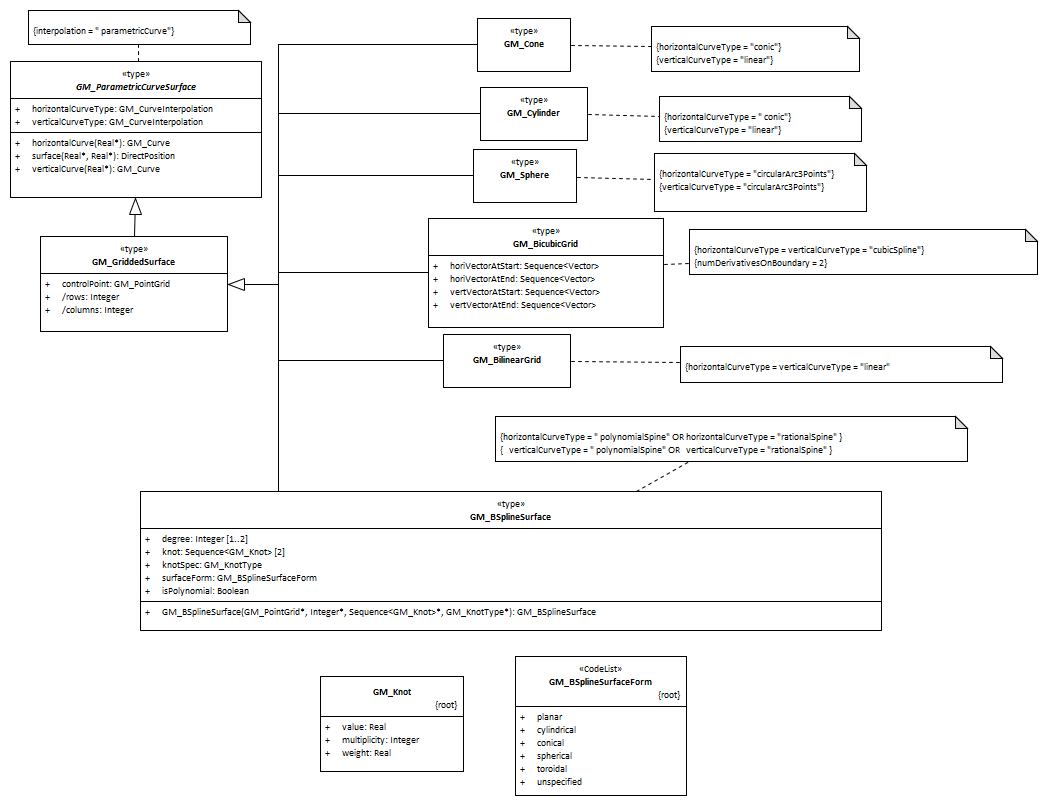 {interpolation = " parametricCurve"}
«type»
GM_ParametricCurveSurface
+ horizontalCurveType: GM_CurveInterpolation
+ verticalCurveType: GM_CurveInterpolation
+ horizontalCurve(Real*): GM_Curve
+ surface(Real*, Real*): DirectPosition
+ verticalCurve(Real*): GM_Curve
«type»
GM_GriddedSurface
+ controlPoint: GM_PointGrid
+ /rows: Integer
+ /columns: Integer
«type»
GM_Cone
{horizontalCurveType = "conic"}
{verticalCurveType = "linear"}
«type»
GM_Cylinder
{horizontalCurveType = " conic"}
{verticalCurveType = "linear"}
«type»
GM_Sphere
{horizontalCurveType = "circularArc3Points"}
{verticalCurveType = "circularArc3Points"}
«type»
GM_BicubicGrid
+ horiVectorAtStart: Sequence<Vector>
+ horiVectorAtEnd: Sequence<Vector>
+ vertVectorAtStart: Sequence<Vector>
+ vertVectorAtEnd: Sequence<Vector>
{horizontalCurveType = verticalCurveType = "cubicSpline"}
{numDerivativesOnBoundary = 2}
«type»
GM_BilinearGrid
{horizontalCurveType = verticalCurveType = "linear"
{horizontalCurveType = " polynomialSpine" OR horizontalCurveType = "rationalSpine" }
{ verticalCurveType = " polynomialSpine" OR verticalCurveType = "rationalSpine" }
«type»
GM_BSplineSurface
+ degree: Integer [1..2]
+ knot: Sequence<GM_Knot> [2]
+ knotSpec: GM_KnotType
+ surfaceForm: GM_BSplineSurfaceForm
+ isPolynomial: Boolean
+ GM_BSplineSurface(GM_PointGrid*, Integer*, Sequence<GM_Knot>*, GM_KnotType*): GM_BSplineSurface
GM_Knot
{root}
+ value: Real
+ multiplicity: Integer
+ weight: Real
«CodeList»
GM_BSplineSurfaceForm
{root}
+ planar
+ cylindrical
+ conical
+ spherical
+ toroidal
+ unspecified